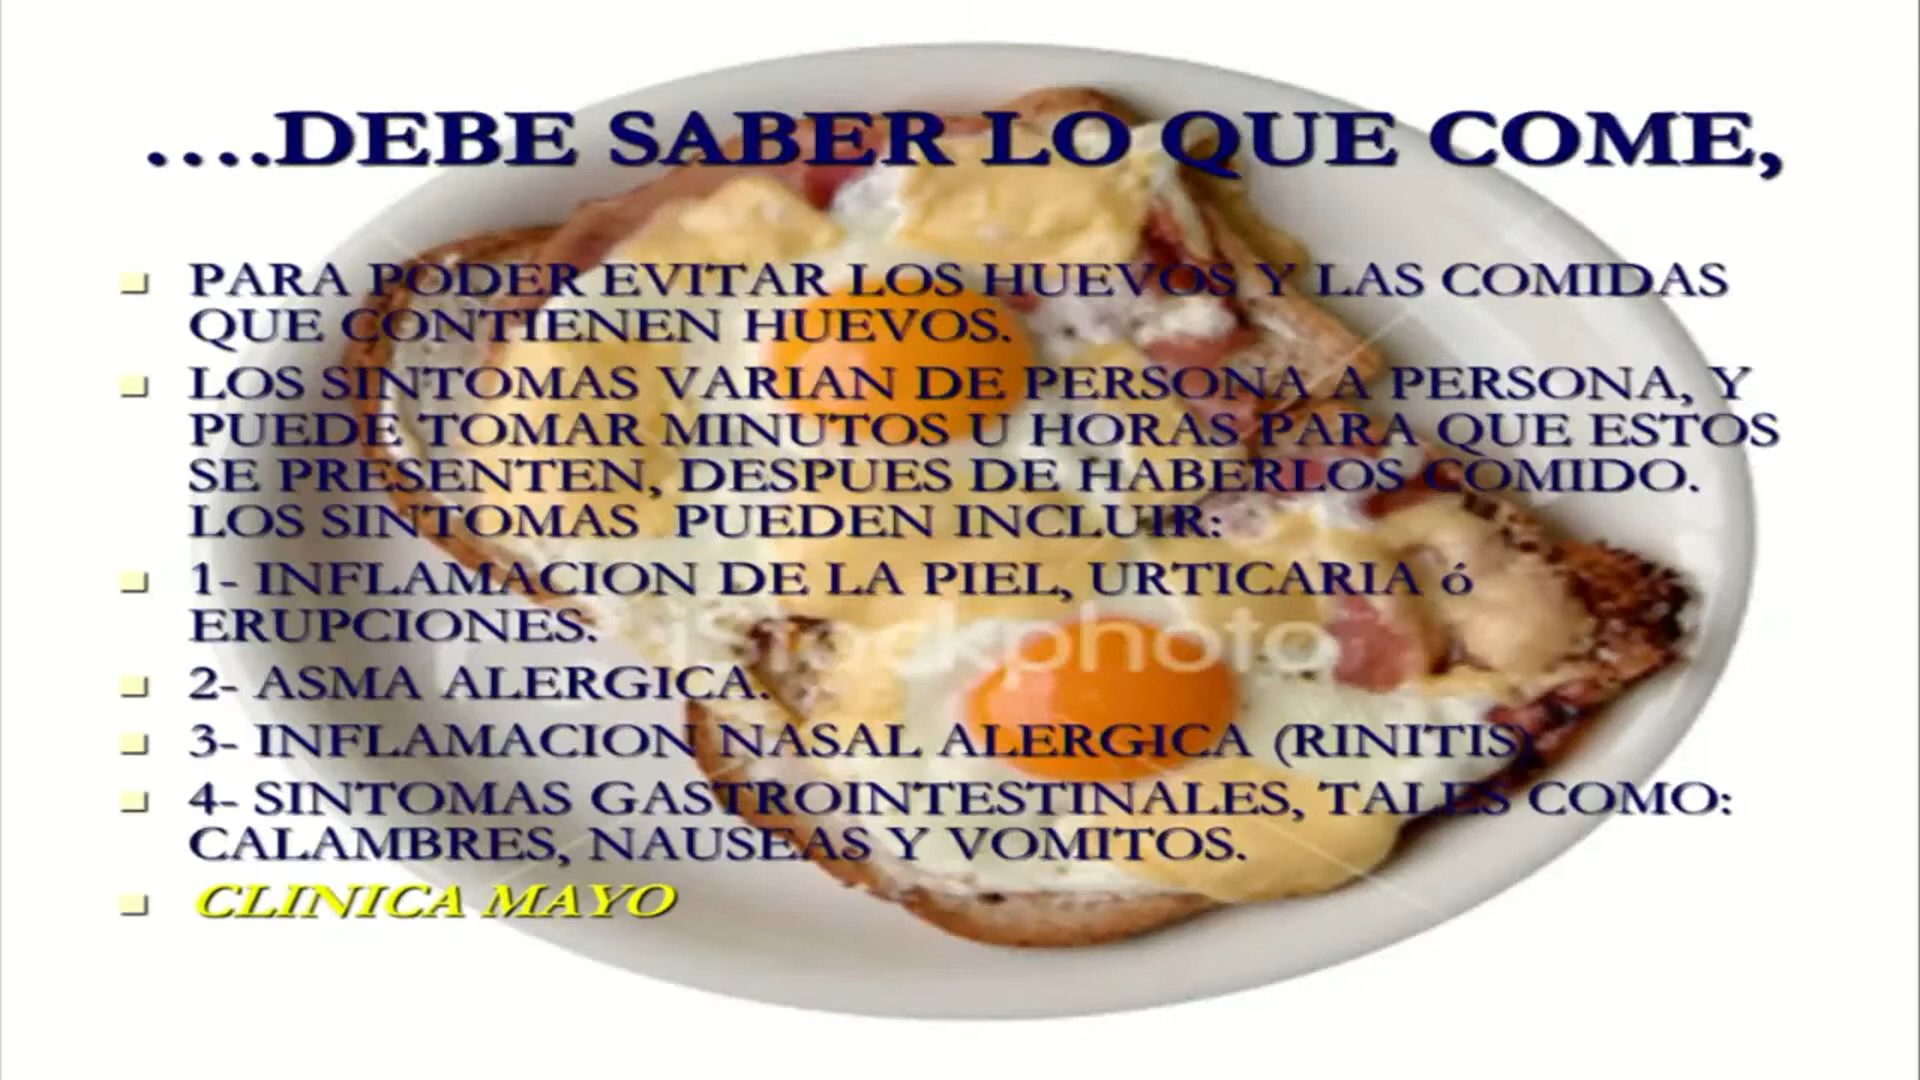 ....DEBE SABER LO QUE COME,
PARA PODER EVITAR LOS HUEVOS Y LAS COMIDAS
QUE CONTIENEN HUEVOS.
LOS SINTOMAS VARIAN DE PERSONA A PERSONA, Y
PUEDE TOMAR MINUTOS U HORAS PARA QUE ESTOS
SE PRESENTEN, DESPUES DE HABERLOS COMIDO.
LOS SINTOMAS PUEDEN INCLUIR:
1- INFLAMACION DE LA PIEL, URTICARIA ó
ERUPCIONES.
2- ASMA ALERGICA.
iStockphoto
3- INFLAMACION NASAL ALERGICA (RINITIS)
4- SINTOMAS GASTROINTESTINALES, TALES COMO:
CALAMBRES, NAUSEAS Y VOMITOS.
CLINICA MAYO